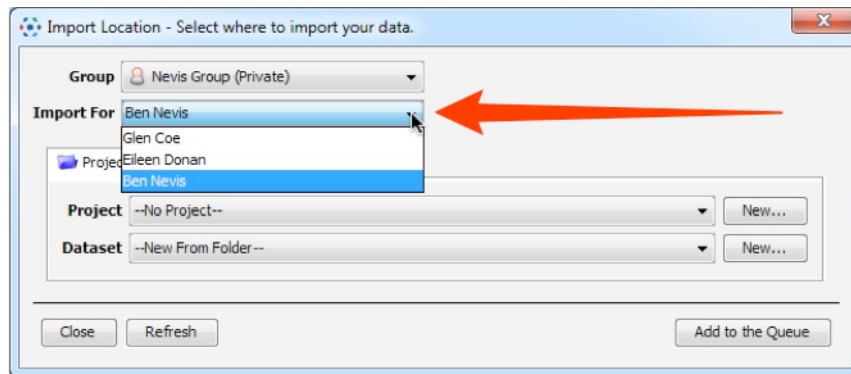 Import Location - Select where to import your data.
Group Nevis Group (Private)
Import For Ben Nevis
Glen Coe
Eileen Donan
Ben Nevis
Project --No Project-- New...
Dataset --New From Folder-- New...
Close Refresh Add to the Queue